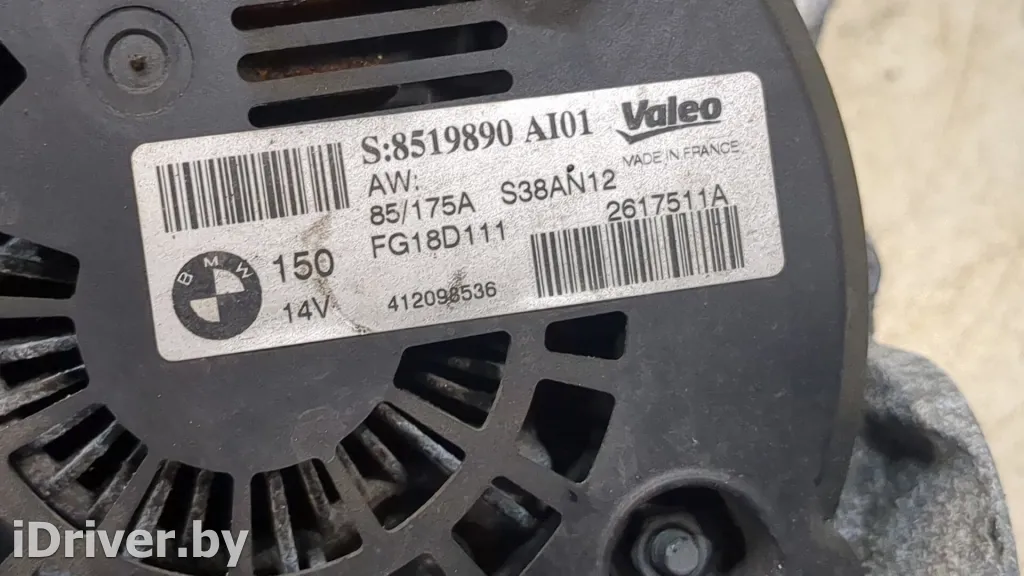 S:8519890 AI01
Valeo
MADE IN FRANCE
AW:
85/175A S38AN12
2617511A
FG18D111
BMW
150
14V
412098536
iDriver.by